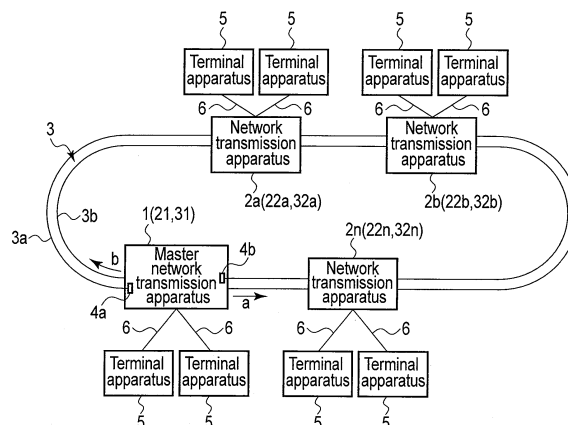 5 5 5 5
Terminal apparatus Terminal apparatus Terminal apparatus Terminal apparatus
6 6 6 6
Network transmission apparatus Network transmission apparatus
3
2a(22a,32a) 2b(22b,32b)
3b
3a
1(21,31) 4b 2n(22n,32n)
b
Master network transmission apparatus Network transmission apparatus
4a a
6 6 6 6
Terminal apparatus Terminal apparatus Terminal apparatus Terminal apparatus
5 5 5 5